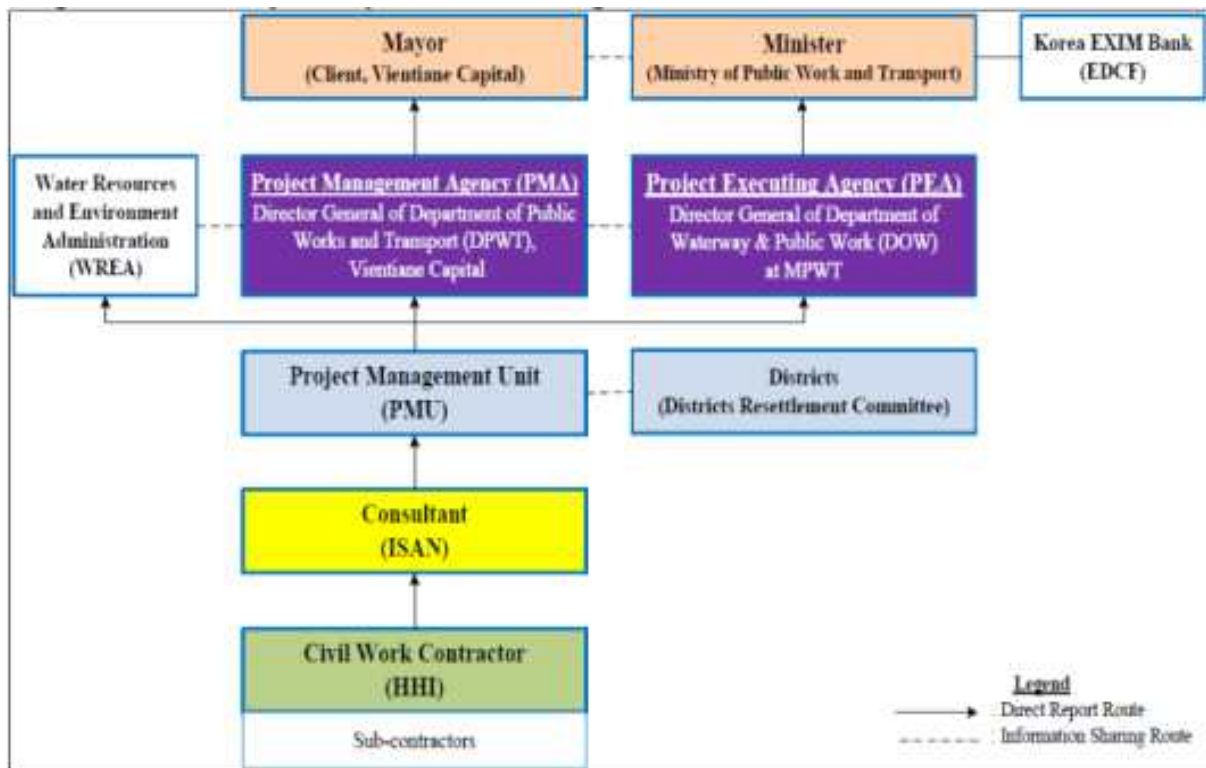 Mayor
(Client, Vientiane Capital)
Minister
(Ministry of Public Work and Transport)
Korea EXIM Bank
(EDCF)
Water Resources
and Environment
Administration
(WREA)
Project Management Agency (PMA)
Director General of Department of Public
Works and Transport (DPWT),
Vientiane Capital
Project Executing Agency (PEA)
Director General of Department of
Waterway & Public Work (DOW)
at MPWT
Project Management Unit
(PMU)
Districts
(Districts Resettlement Committee)
Consultant
(ISAN)
Civil Work Contractor
(HHI)
Sub-contractors
Legend
: Direct Report Route
: Information Sharing Route